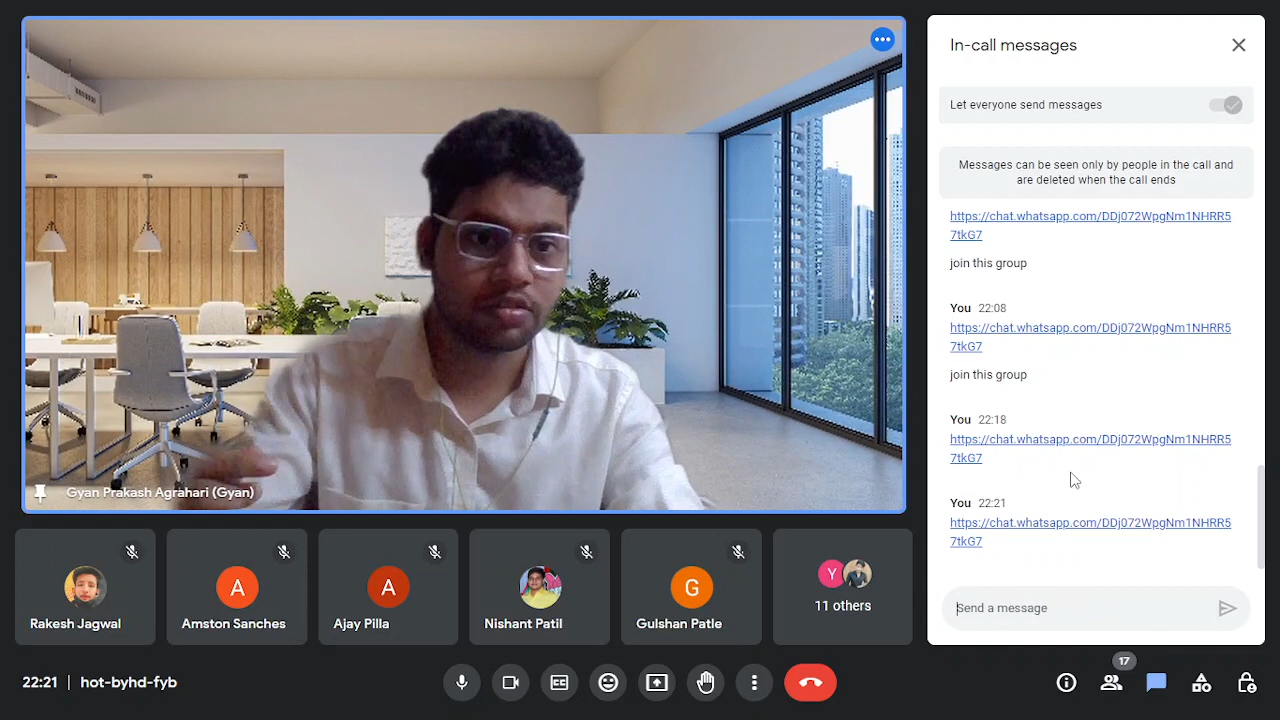 In-call messages
Let everyone send messages
Messages can be seen only by people in the call and
are deleted when the call ends
https://chat.whatsapp.com/DDj072WpgNm1NHRR5
7tkG7
join this group
You 22:08
https://chat.whatsapp.com/DDj072WpgNm1NHRR5
7tkG7
join this group
You 22:18
https://chat.whatsapp.com/DDj072WpgNm1NHRR5
7tkG7
You 22:21
https://chat.whatsapp.com/DDj072WpgNm1NHRR5
7tkG7
Send a message
Gyan Prakash Agrahari (Gyan)
Rakesh Jagwal
A
Amston Sanches
A
Ajay Pilla
Nishant Patil
G
Gulshan Patle
Y
11 others
22:21 | hot-byhd-fyb
CC
17